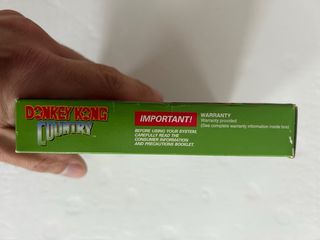 DONKEY KONG
COUNTRY
IMPORTANT!
BEFORE USING YOUR SYSTEM,
CAREFULLY READ THE
CONSUMER INFORMATION
AND PRECAUTIONS BOOKLET.
WARRANTY
Warranty provided
(See complete warranty information inside box)